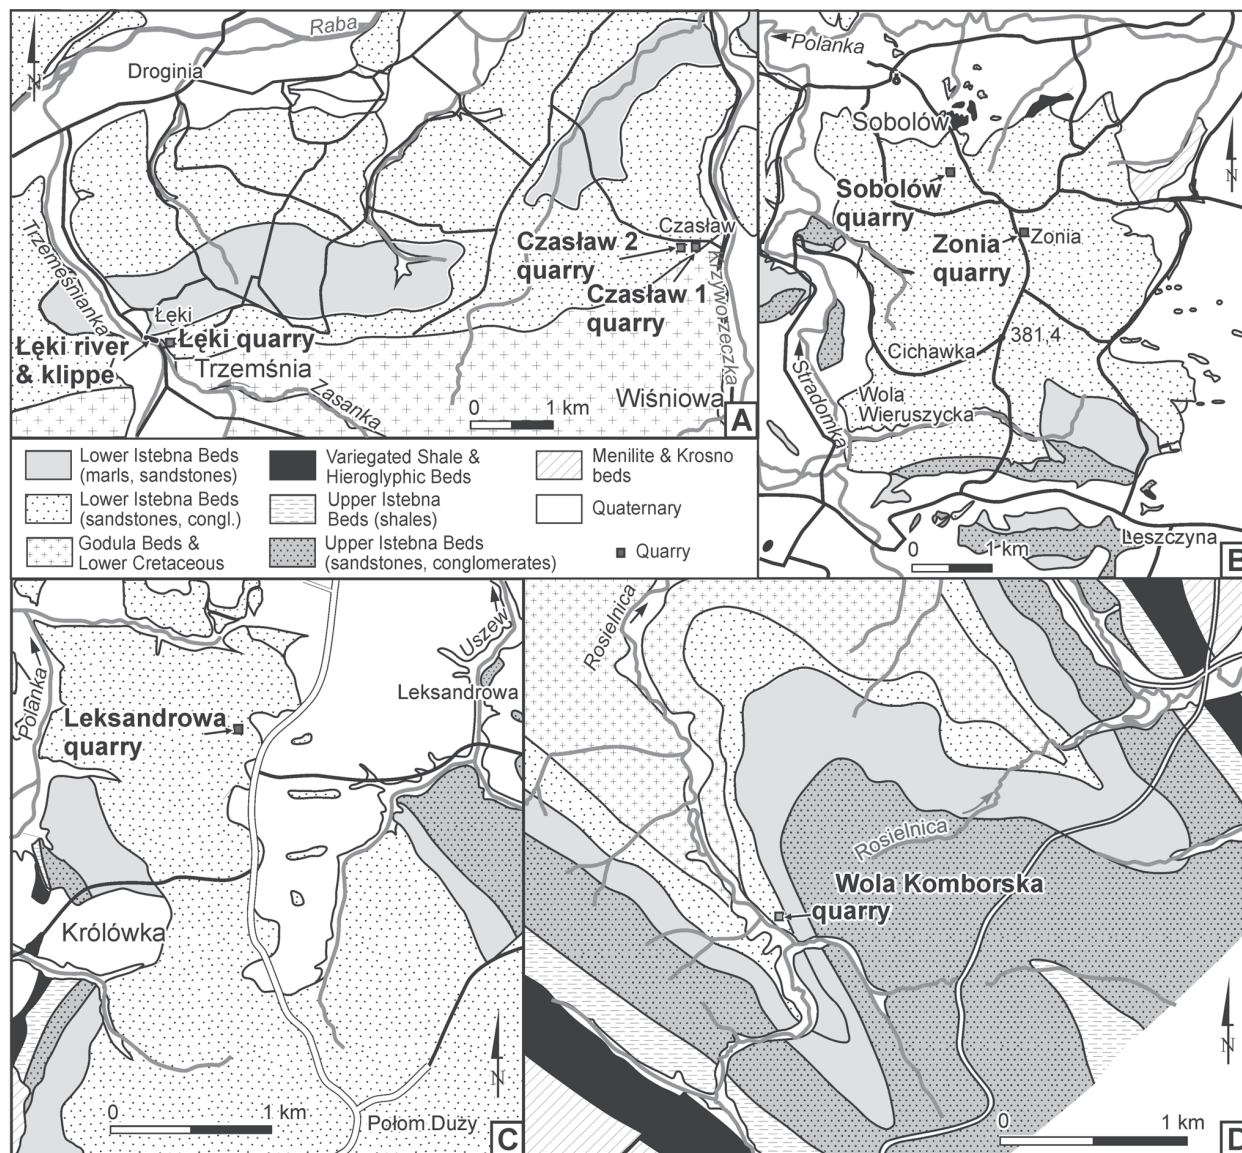 Raba
Droginia
N
Trzemeśnianka
Łęki
Łęki river
& klippe
Łęki quarry
Trzemśnia
Zasanka
Czasław 2
quarry
Czasław
Czasław 1
quarry
Krzyworzeczka
Wiśniowa
0 1 km
A
Polanka
Sobolów
N
Sobolów
quarry
Zonia
Zonia
quarry
381,4
Cichawka
Stradomka
Wola
Wieruszycka
0 1 km
Leszczyna
B
Lower Istebna Beds
(marls, sandstones)
Lower Istebna Beds
(sandstones, congl.)
Godula Beds &
Lower Cretaceous
Variegated Shale &
Hieroglyphic Beds
Upper Istebna
Beds (shales)
Upper Istebna Beds
(sandstones, conglomerates)
Menilite & Krosno
beds
Quaternary
Quarry
Polanka
Uszew
Leksandrowa
Leksandrowa
quarry
Królówka
N
0 1 km
Połom Duży
C
Rosielnica
Rosielnica
Wola Komborska
quarry
N
0 1 km
D